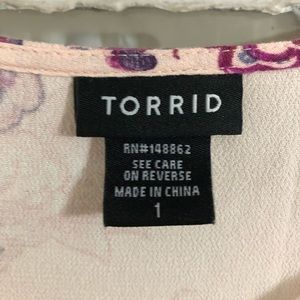 TORRID
RN#148862
SEE CARE
ON REVERSE
MADE IN CHINA
1